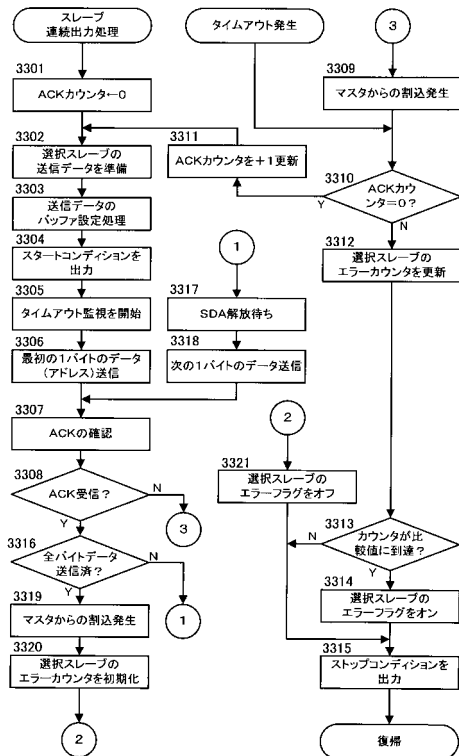 スレーブ
連続出力処理
3301
ACKカウンタ←0
3302
選択スレーブの
送信データを準備
3303
送信データの
バッファ設定処理
3304
スタートコンディションを
出力
3305
タイムアウト監視を開始
3306
最初の1バイトのデータ
(アドレス)送信
3307
ACKの確認
3308
ACK受信?
Y
N
3
3316
全バイトデータ
送信済?
Y
N
1
3319
マスタからの割込発生
3320
選択スレーブの
エラーカウンタを初期化
2
タイムアウト発生
3311
ACKカウンタを+1更新
1
3317
SDA解放待ち
3318
次の1バイトのデータ送信
2
3321
選択スレーブの
エラーフラグをオフ
3
3309
マスタからの割込発生
3310
ACKカウ
ンタ=0?
Y
N
3312
選択スレーブの
エラーカウンタを更新
3313
カウンタが比
較値に到達?
N
Y
3314
選択スレーブの
エラーフラグをオン
3315
ストップコンディションを
出力
復帰